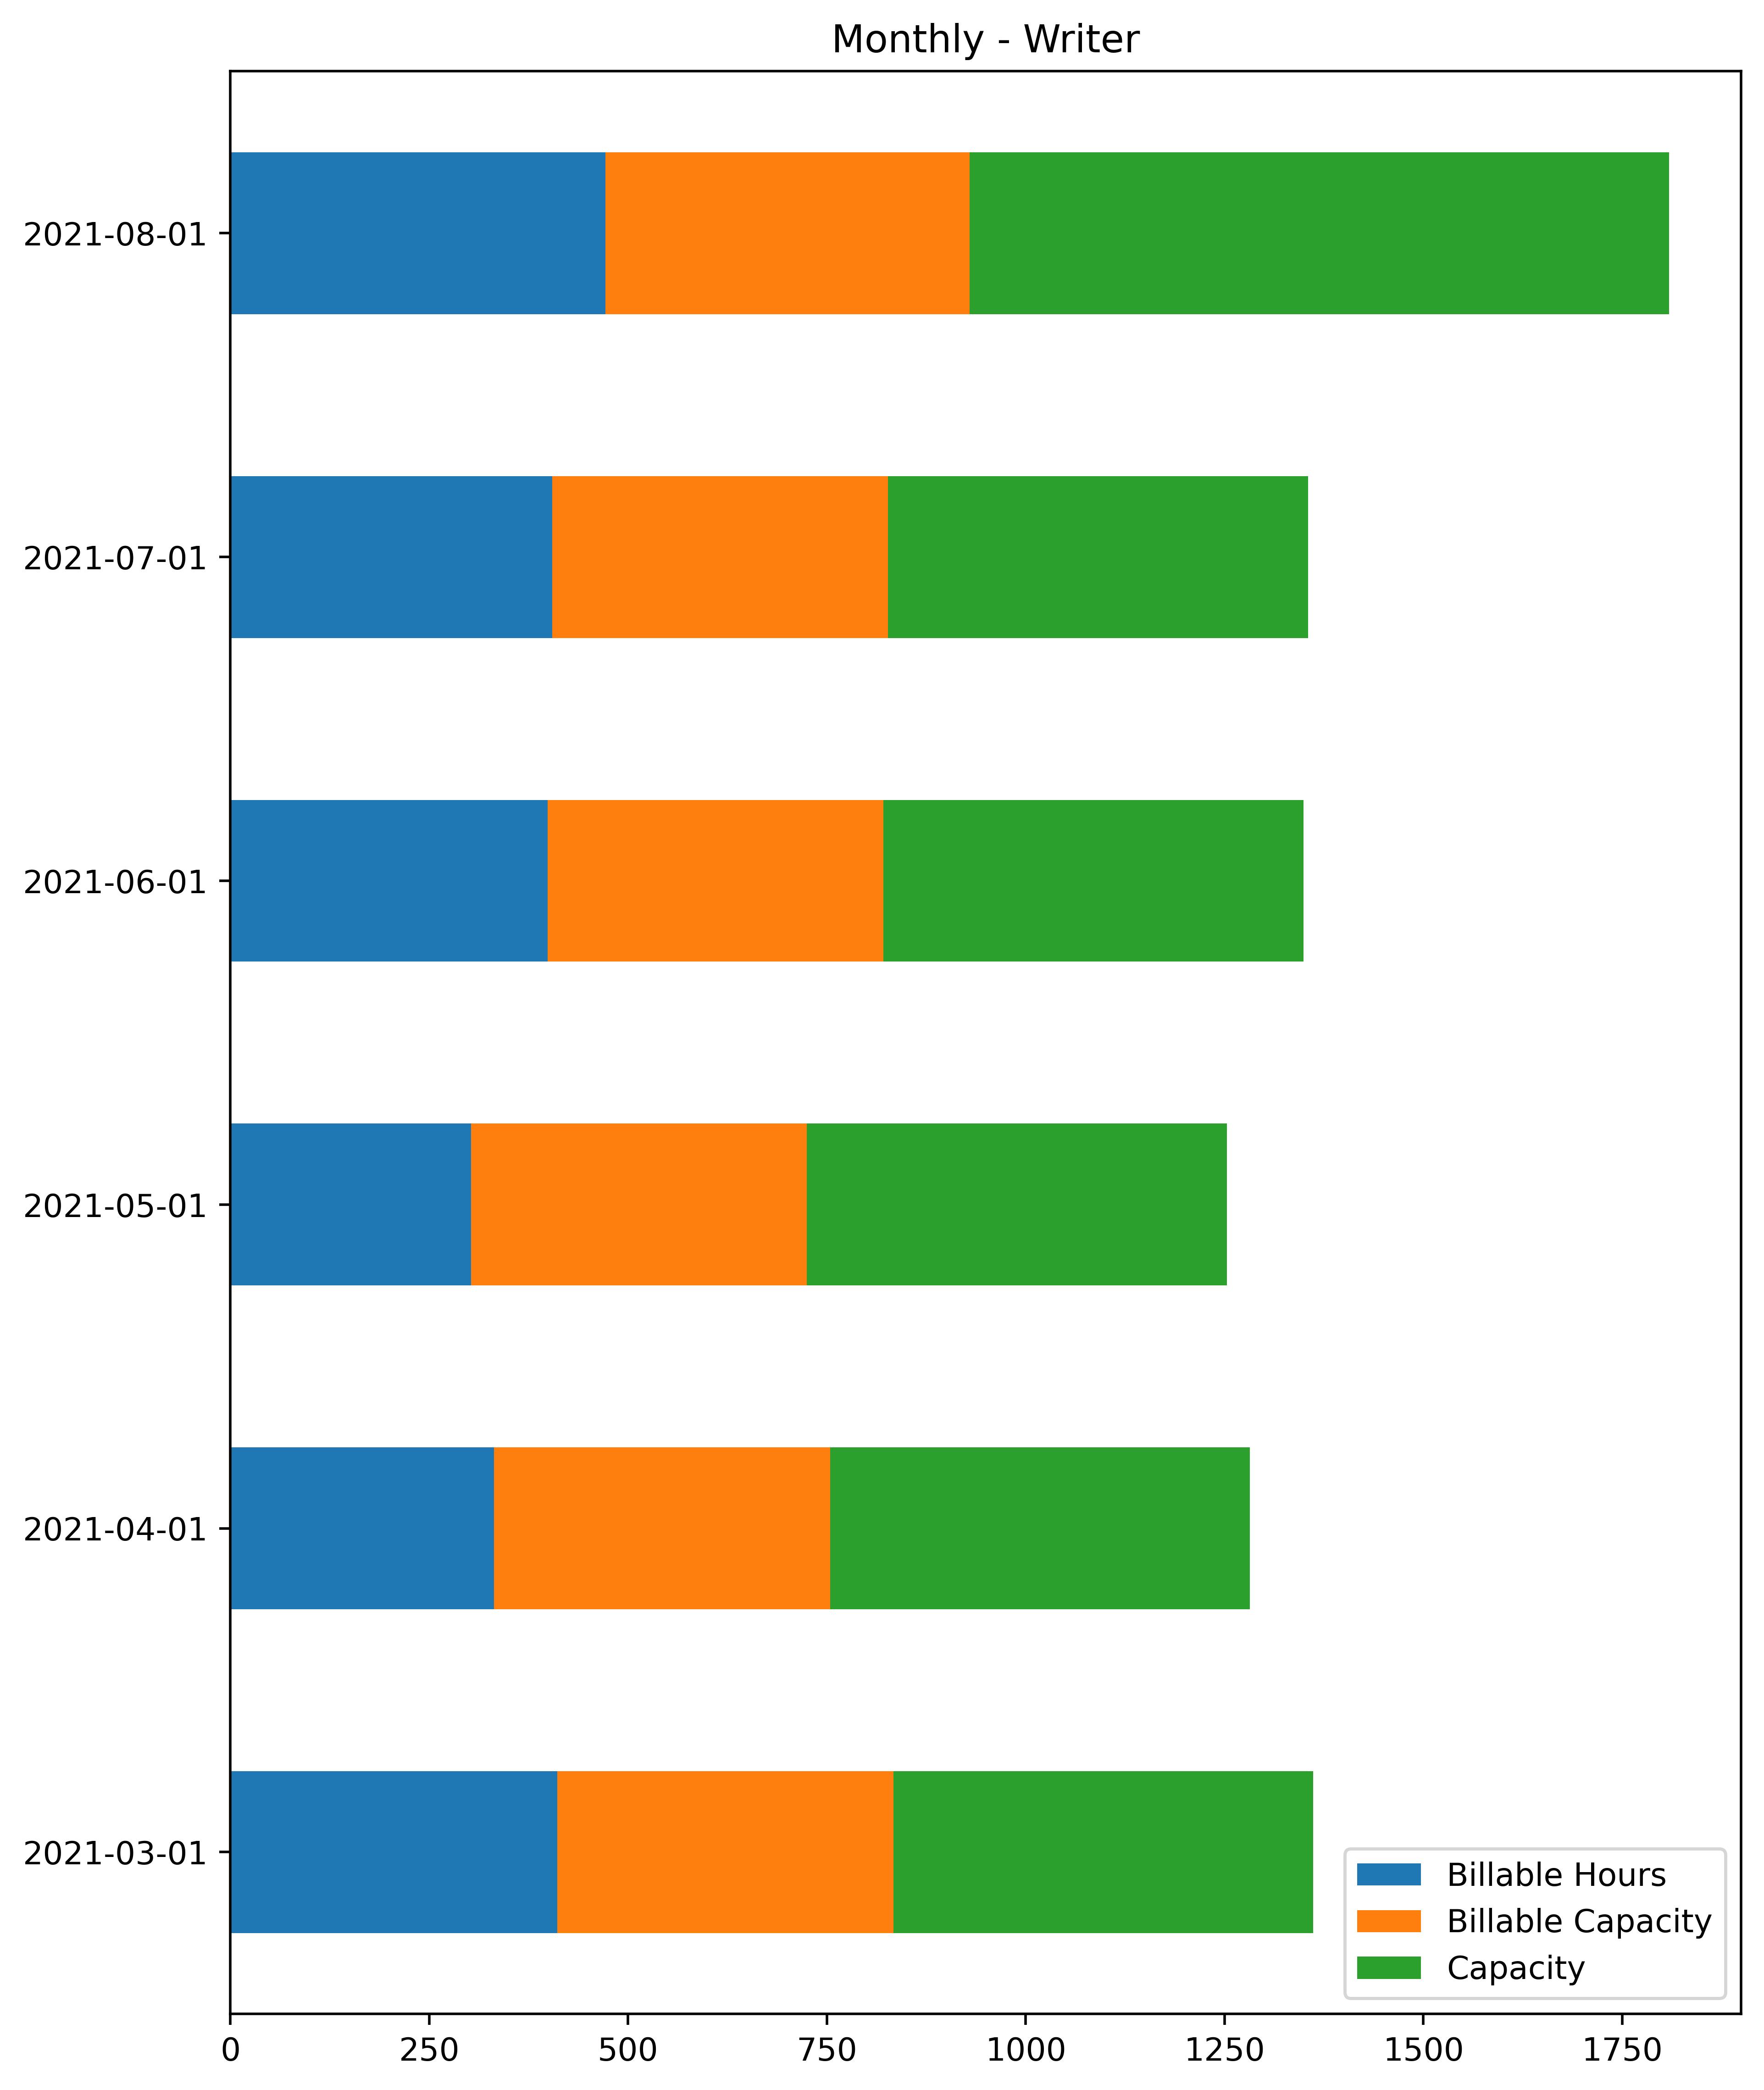 Monthly - Writer
2021-08-01
2021-07-01
2021-06-01
2021-05-01
2021-04-01
2021-03-01
Billable Hours
Billable Capacity
Capacity
0 250 500 750 1000 1250 1500 1750